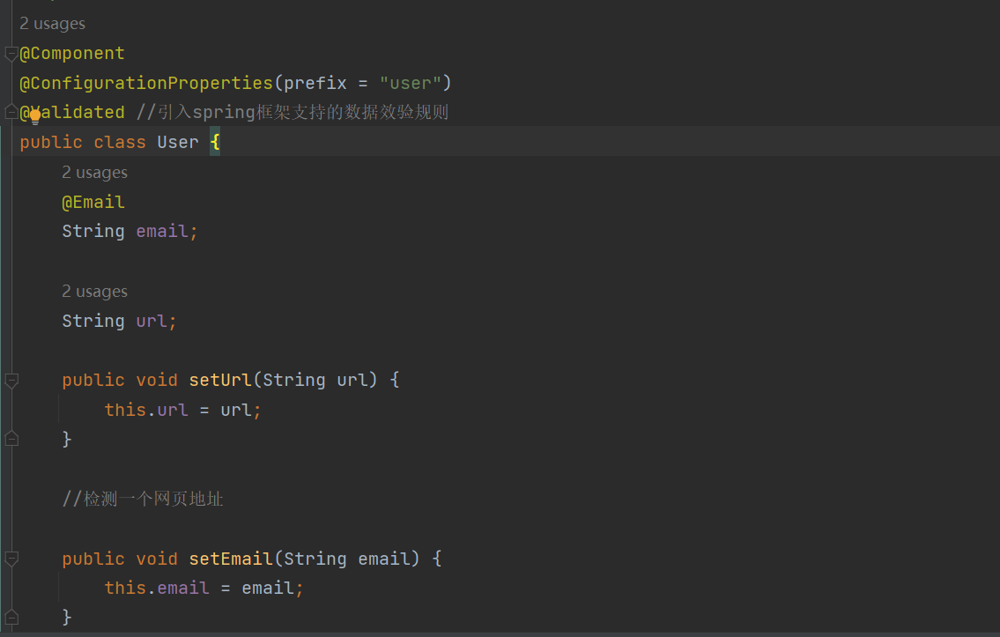 2 usages
@Component
@ConfigurationProperties(prefix = "user")
@Validated //引入spring框架支持的数据效验规则
public class User {
2 usages
@Email
String email;
2 usages
String url;
public void setUrl(String url) {
this.url = url;
}
//检测一个网页地址
public void setEmail(String email) {
this.email = email;
}